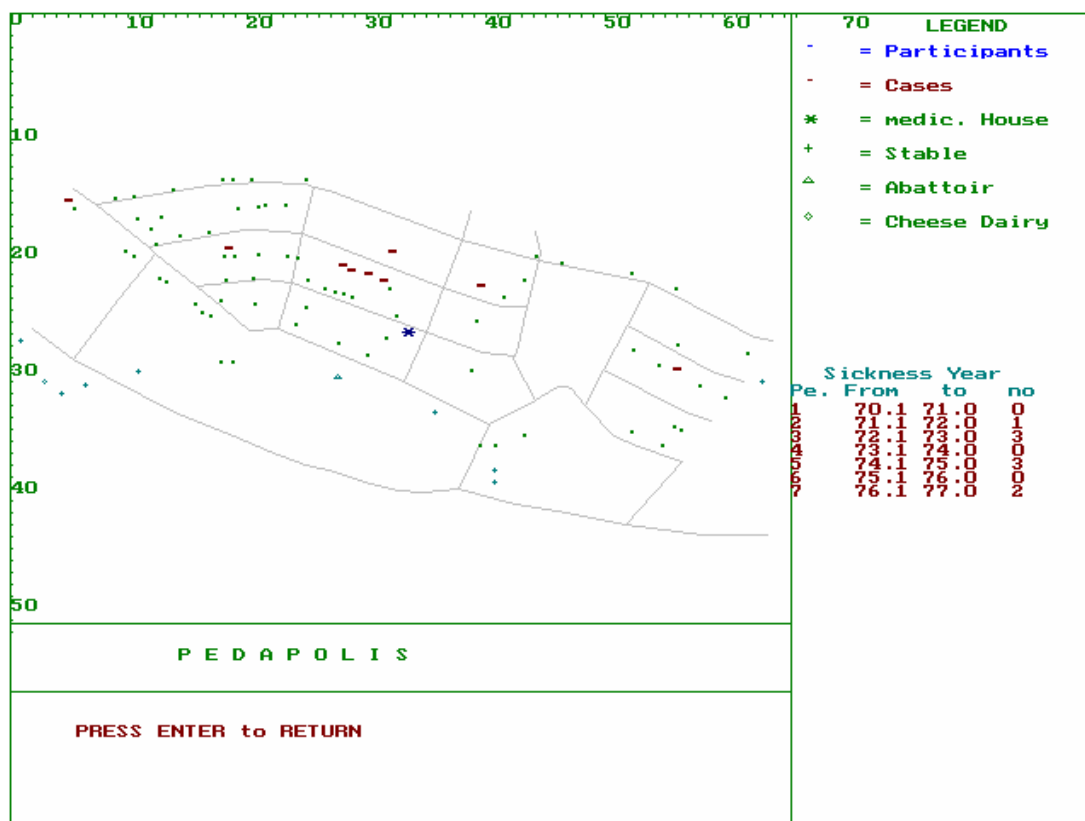 0 10 20 30 40 50 60 70
10
20
30
40
50
LEGEND
- = Participants
- = Cases
* = medic. House
+ = Stable
△ = Abattoir
◇ = Cheese Dairy
Sickness Year
Pe. From to no
1 70.1 71.0 0
2 71.1 72.0 1
3 72.1 73.0 3
4 73.1 74.0 0
5 74.1 75.0 3
6 75.1 76.0 0
7 76.1 77.0 2
P E D A P O L I S
PRESS ENTER to RETURN